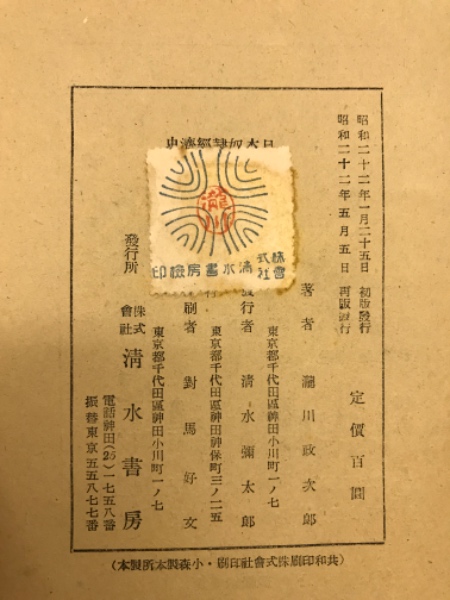 日本奴隷經濟史
昭和二十二年一月二十五日 初版發行
昭和二十二年五月五日 再版發行
定價百圓
著者 瀧川政次郎
東京都千代田區神田小川町一ノ七
發行者 清水彌太郎
東京都千代田區神田神保町三ノ二五
刷者 對馬好文
東京都千代田區神田小川町一ノ七
發行所 株式會社 清水書房
電話神田(25)一七五八番
振替東京五五八七七番
瀧川
株式會社清水書房檢印
(共和印刷株式會社印刷・小森製本所製本)